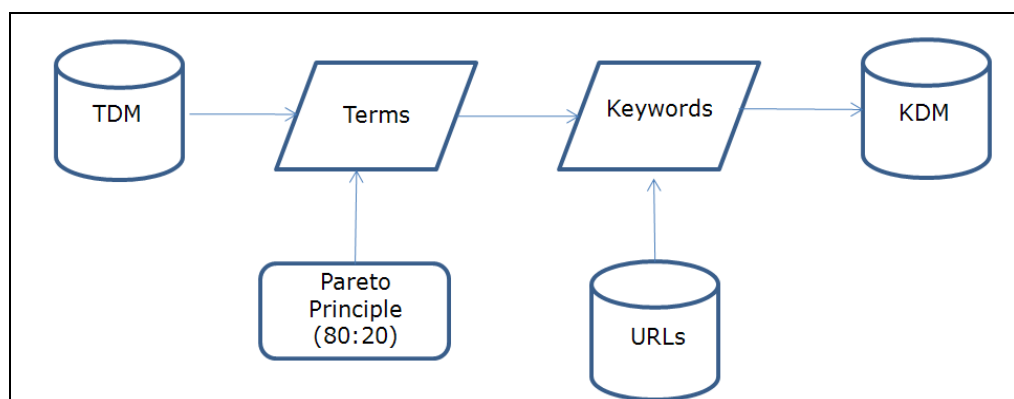 TDM
Terms
Keywords
KDM
Pareto
Principle
(80:20)
URLs